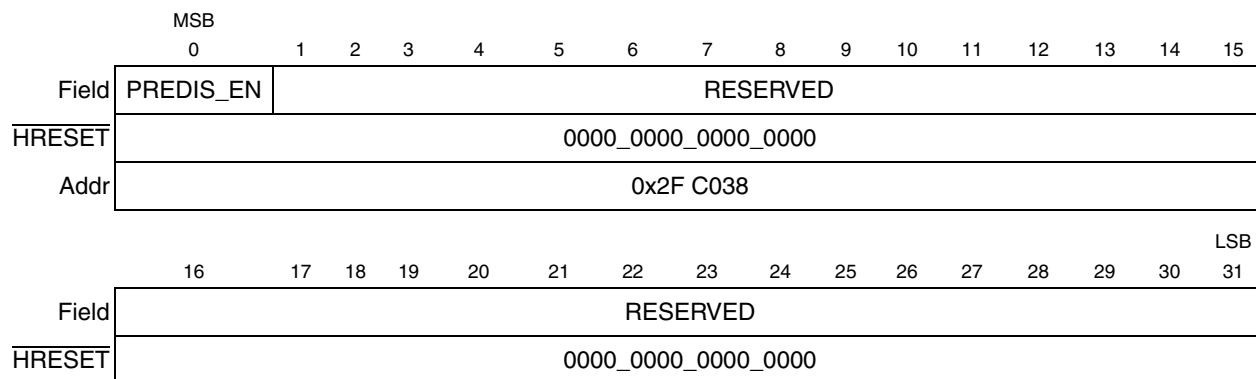 MSB
0 1 2 3 4 5 6 7 8 9 10 11 12 13 14 15
Field PREDIS_EN RESERVED
HRESET 0000_0000_0000_0000
Addr 0x2F C038
LSB
16 17 18 19 20 21 22 23 24 25 26 27 28 29 30 31
Field RESERVED
HRESET 0000_0000_0000_0000